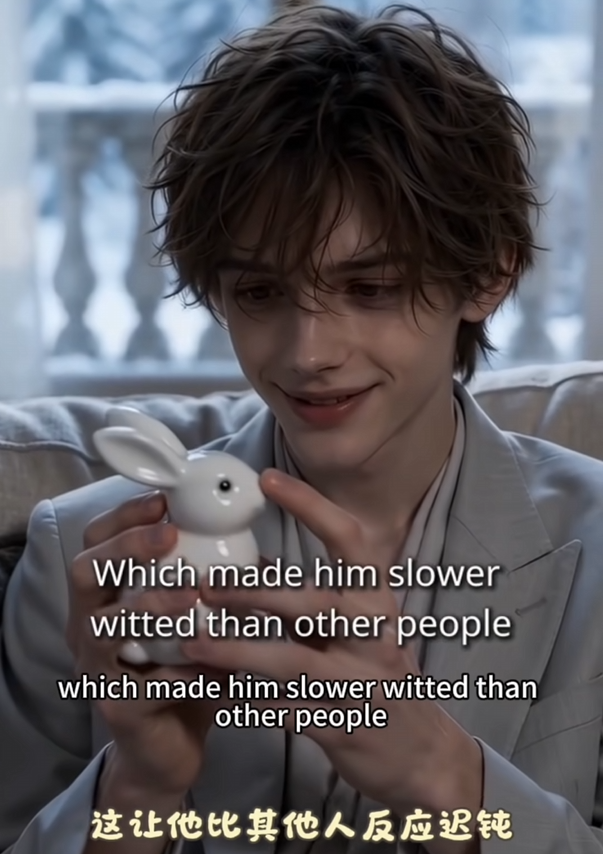 Which made him slower
witted than other people
which made him slower witted than
other people
这让他比其他人反应迟钝